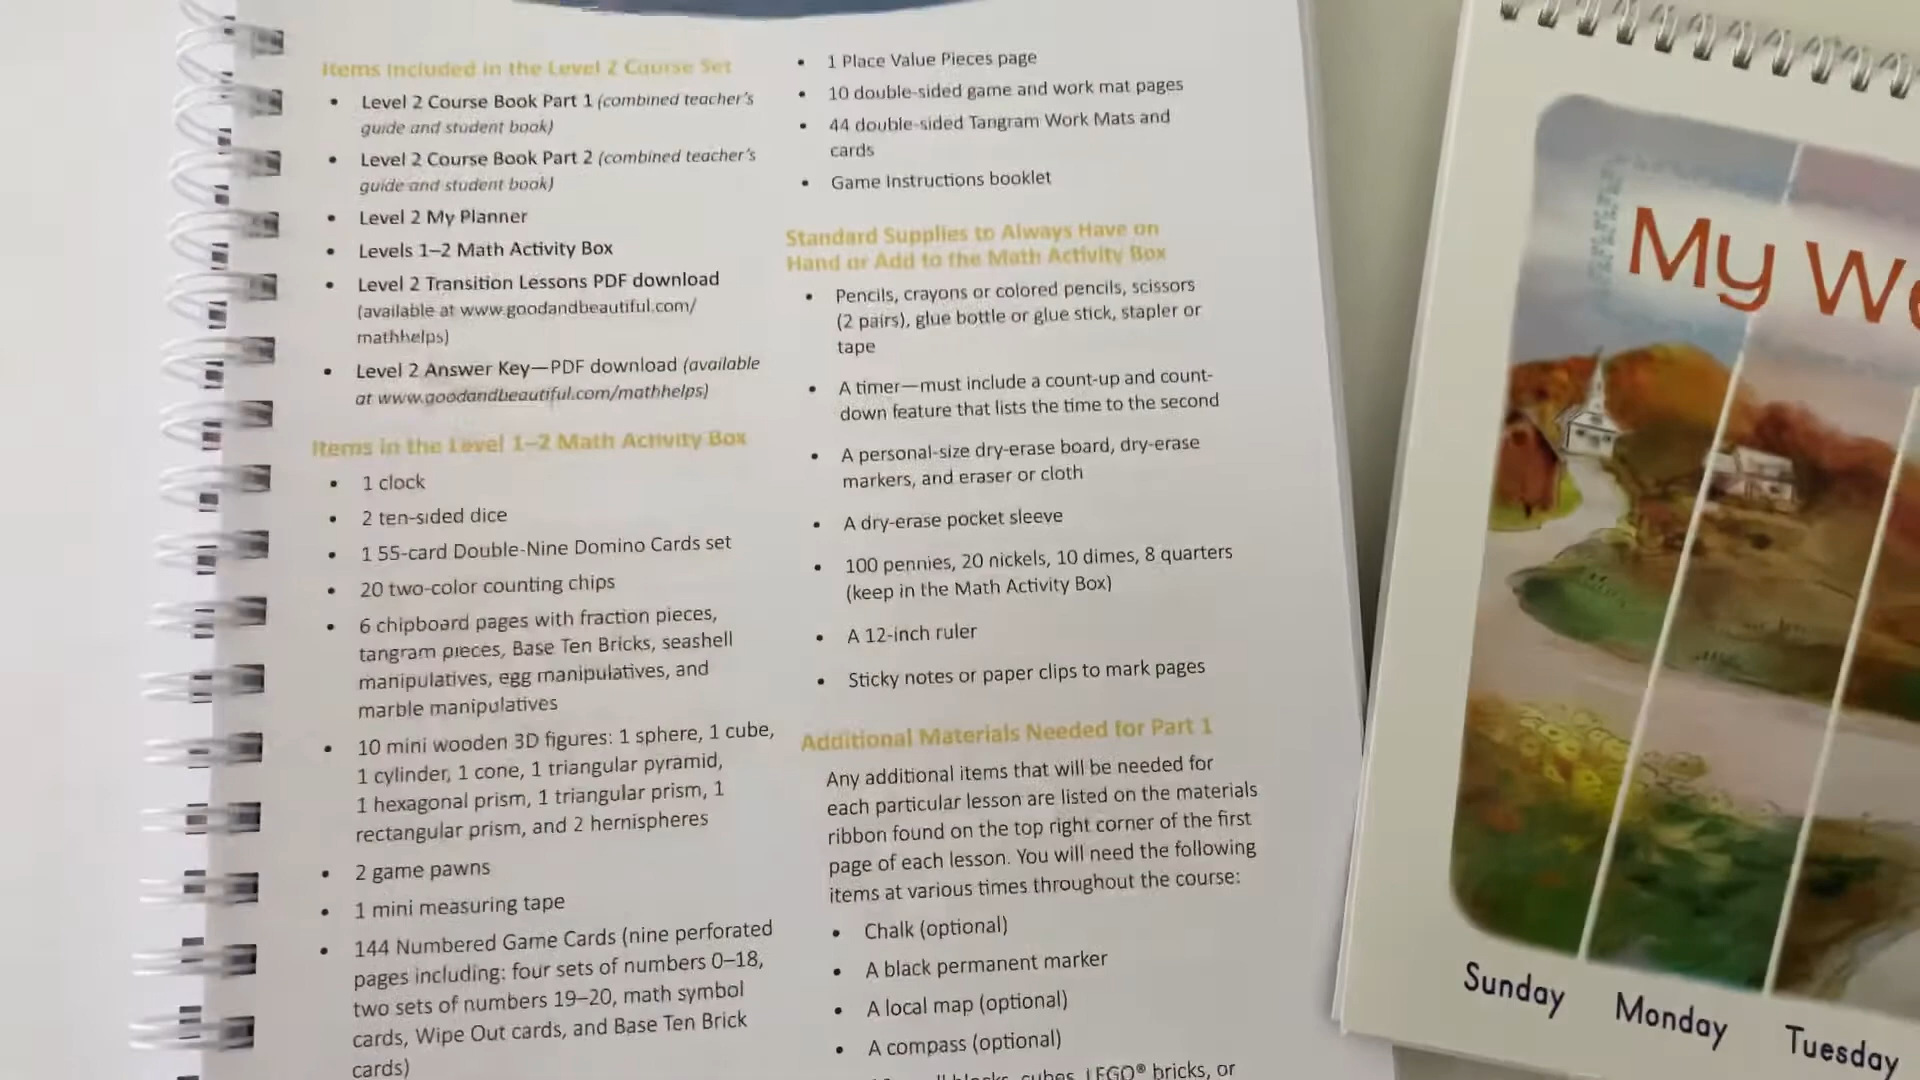 Items Included in the Level 2 Course Set
• Level 2 Course Book Part 1 (combined teacher's
guide and student book)
• Level 2 Course Book Part 2 (combined teacher's
guide and student book)
• Level 2 My Planner
• Levels 1–2 Math Activity Box
• Level 2 Transition Lessons PDF download
(available at www.goodandbeautiful.com/
mathhelps)
• Level 2 Answer Key—PDF download (available
at www.goodandbeautiful.com/mathhelps)
Items in the Level 1–2 Math Activity Box
• 1 clock
• 2 ten-sided dice
• 1 55-card Double-Nine Domino Cards set
• 20 two-color counting chips
• 6 chipboard pages with fraction pieces,
tangram pieces, Base Ten Bricks, seashell
manipulatives, egg manipulatives, and
marble manipulatives
• 10 mini wooden 3D figures: 1 sphere, 1 cube,
1 cylinder, 1 cone, 1 triangular pyramid,
1 hexagonal prism, 1 triangular prism, 1
rectangular prism, and 2 hemispheres
• 2 game pawns
• 1 mini measuring tape
• 144 Numbered Game Cards (nine perforated
pages including: four sets of numbers 0–18,
two sets of numbers 19–20, math symbol
cards, Wipe Out cards, and Base Ten Brick
cards)
• 1 Place Value Pieces page
• 10 double-sided game and work mat pages
• 44 double-sided Tangram Work Mats and
cards
• Game Instructions booklet
Standard Supplies to Always Have on
Hand or Add to the Math Activity Box
• Pencils, crayons or colored pencils, scissors
(2 pairs), glue bottle or glue stick, stapler or
tape
• A timer—must include a count-up and count-
down feature that lists the time to the second
• A personal-size dry-erase board, dry-erase
markers, and eraser or cloth
• A dry-erase pocket sleeve
• 100 pennies, 20 nickels, 10 dimes, 8 quarters
(keep in the Math Activity Box)
• A 12-inch ruler
• Sticky notes or paper clips to mark pages
Additional Materials Needed for Part 1
Any additional items that will be needed for
each particular lesson are listed on the materials
ribbon found on the top right corner of the first
page of each lesson. You will need the following
items at various times throughout the course:
• Chalk (optional)
• A black permanent marker
• A local map (optional)
• A compass (optional)
blocks, cubes, LEGO® bricks, or
My
Sunday Monday Tuesday